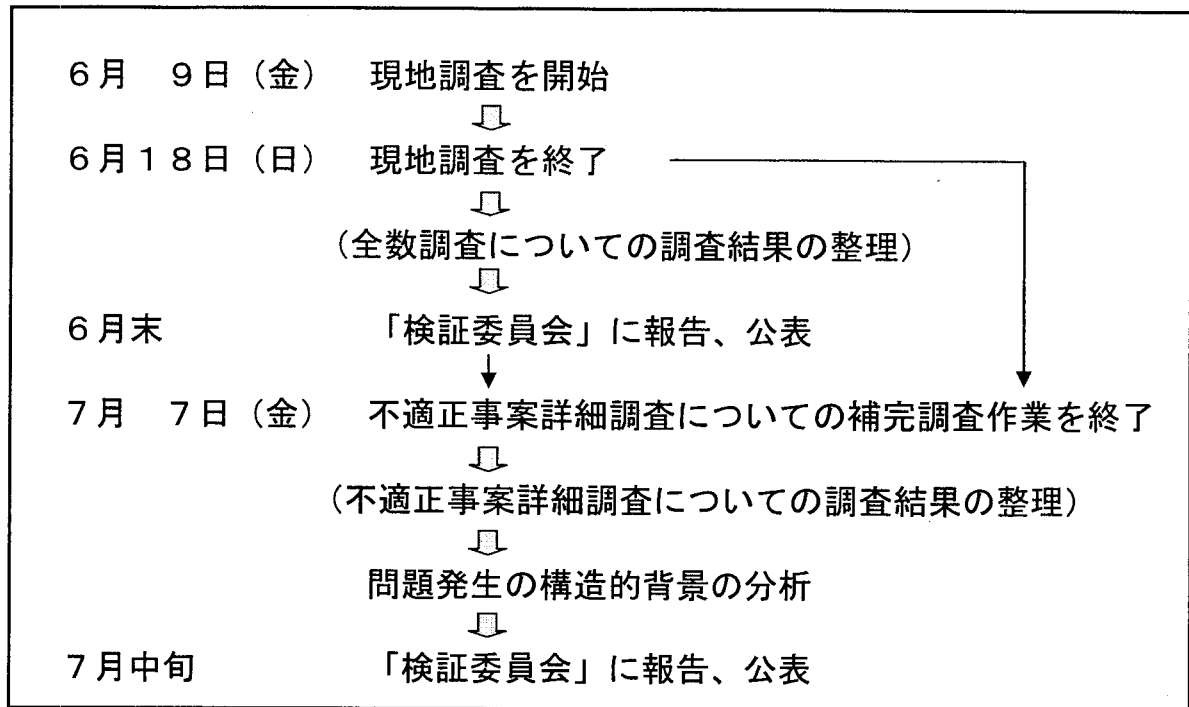 ６月　９日（金）　現地調査を開始
６月１８日（日）　現地調査を終了
（全数調査についての調査結果の整理）
６月末　「検証委員会」に報告、公表
７月　７日（金）　不適正事案詳細調査についての補完調査作業を終了
（不適正事案詳細調査についての調査結果の整理）
問題発生の構造的背景の分析
７月中旬　「検証委員会」に報告、公表